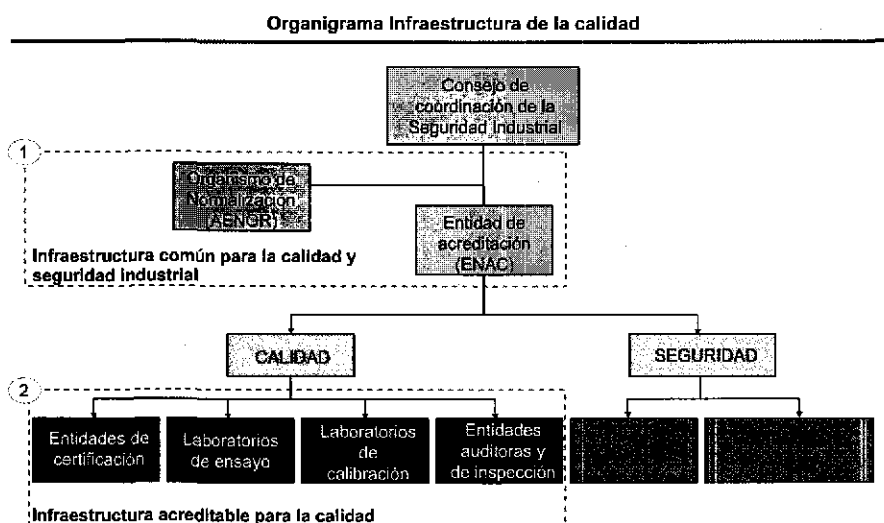 Organigrama Infraestructura de la calidad
Consejo de
coordinación de la
Seguridad Industrial
1
Organismo de
Normalización
(AENOR)
Entidad de
acreditación
(ENAC)
Infraestructura común para la calidad y
seguridad industrial
CALIDAD
SEGURIDAD
2
Entidades de
certificación
Laboratorios
de ensayo
Laboratorios
de
calibración
Entidades
auditoras y
de inspección
Infraestructura acreditable para la calidad